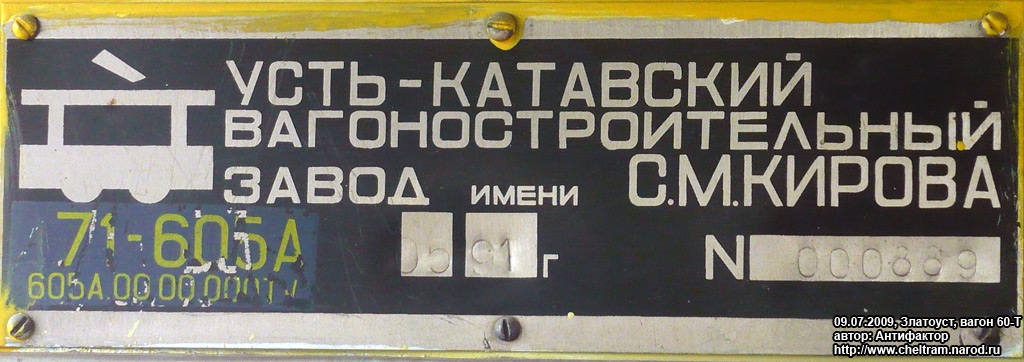 УСТЬ-КАТАВСКИЙ
ВАГОНОСТРОИТЕЛЬНЫЙ
ЗАВОД ИМЕНИ С.М.КИРОВА
71-605А
605А.00.00.000ТУ
05 91 г N 000889
09.07.2009, Златоуст, вагон 60-Т
автор: Антифактор
http://www.cheltram.narod.ru